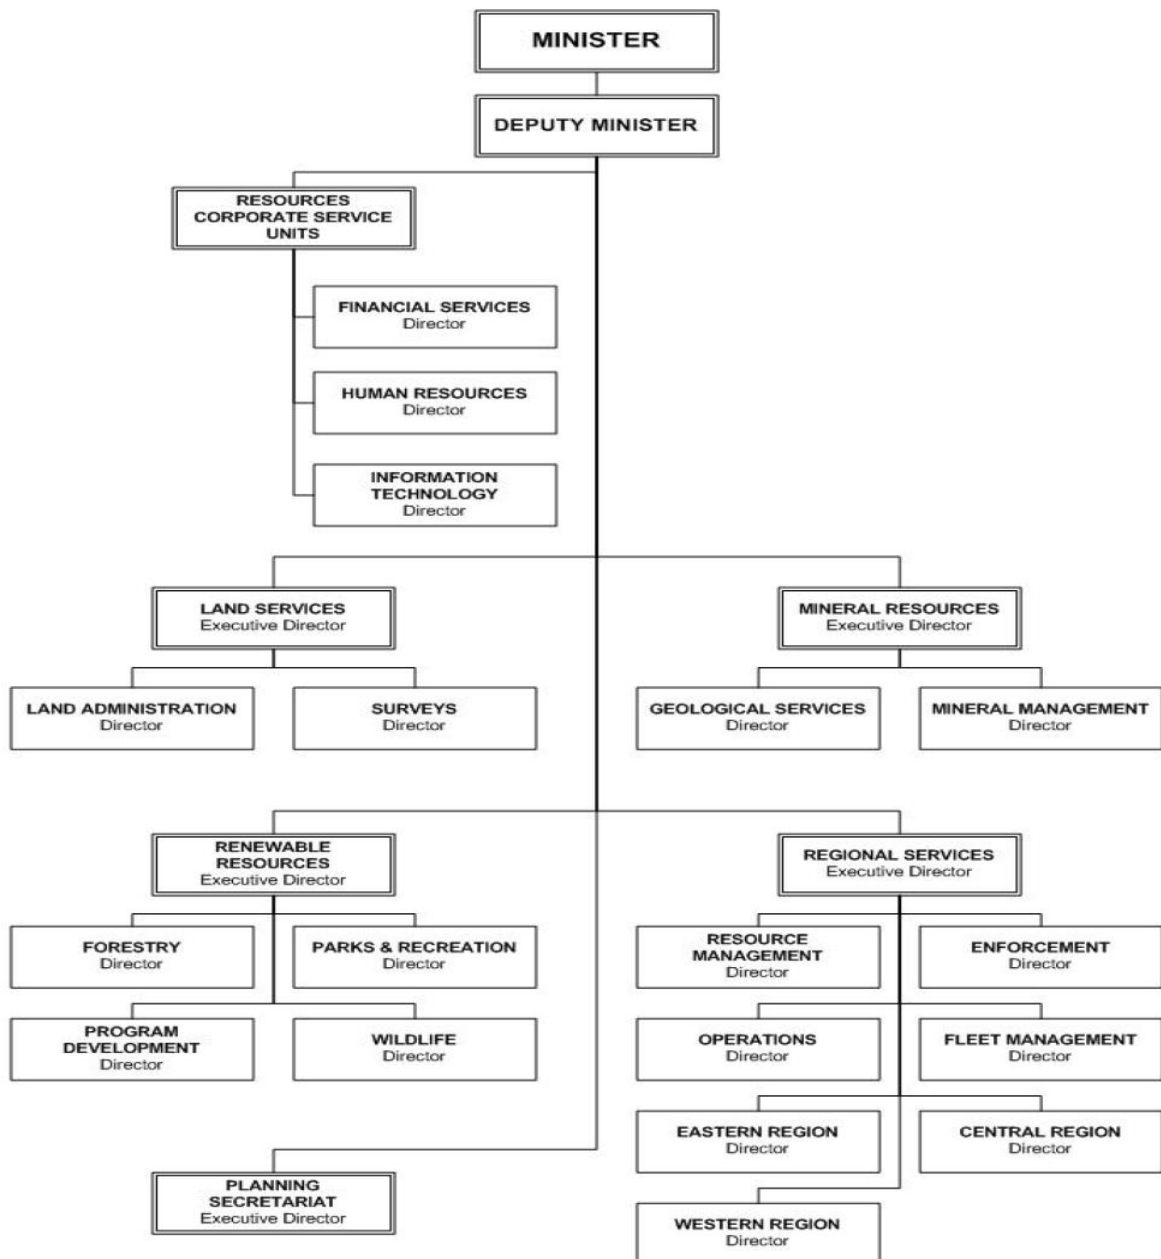 MINISTER
DEPUTY MINISTER
RESOURCES
CORPORATE SERVICE
UNITS
FINANCIAL SERVICES
Director
HUMAN RESOURCES
Director
INFORMATION
TECHNOLOGY
Director
LAND SERVICES
Executive Director
MINERAL RESOURCES
Executive Director
LAND ADMINISTRATION
Director
SURVEYS
Director
GEOLOGICAL SERVICES
Director
MINERAL MANAGEMENT
Director
RENEWABLE
RESOURCES
Executive Director
REGIONAL SERVICES
Executive Director
FORESTRY
Director
PARKS & RECREATION
Director
RESOURCE
MANAGEMENT
Director
ENFORCEMENT
Director
PROGRAM
DEVELOPMENT
Director
WILDLIFE
Director
OPERATIONS
Director
FLEET MANAGEMENT
Director
EASTERN REGION
Director
CENTRAL REGION
Director
PLANNING
SECRETARIAT
Executive Director
WESTERN REGION
Director